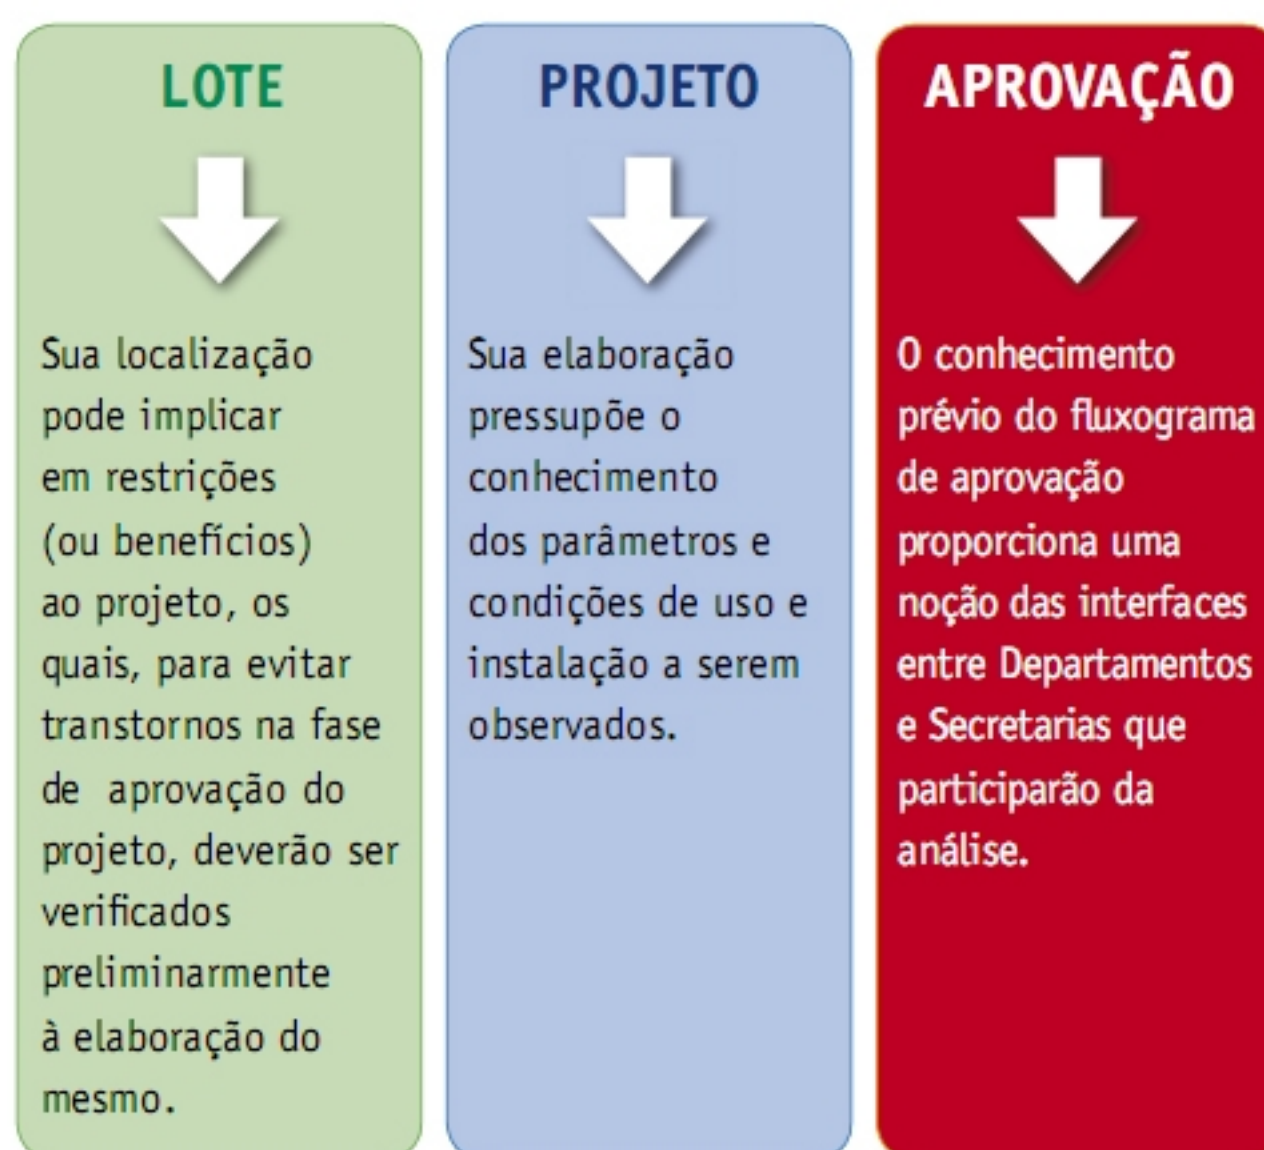 LOTE
Sua localização
pode implicar
em restrições
(ou benefícios)
ao projeto, os
quais, para evitar
transtornos na fase
de aprovação do
projeto, deverão ser
verificados
preliminarmente
à elaboração do
mesmo.
PROJETO
Sua elaboração
pressupõe o
conhecimento
dos parâmetros e
condições de uso e
instalação a serem
observados.
APROVAÇÃO
O conhecimento
prévio do fluxograma
de aprovação
proporciona uma
noção das interfaces
entre Departamentos
e Secretarias que
participarão da
análise.